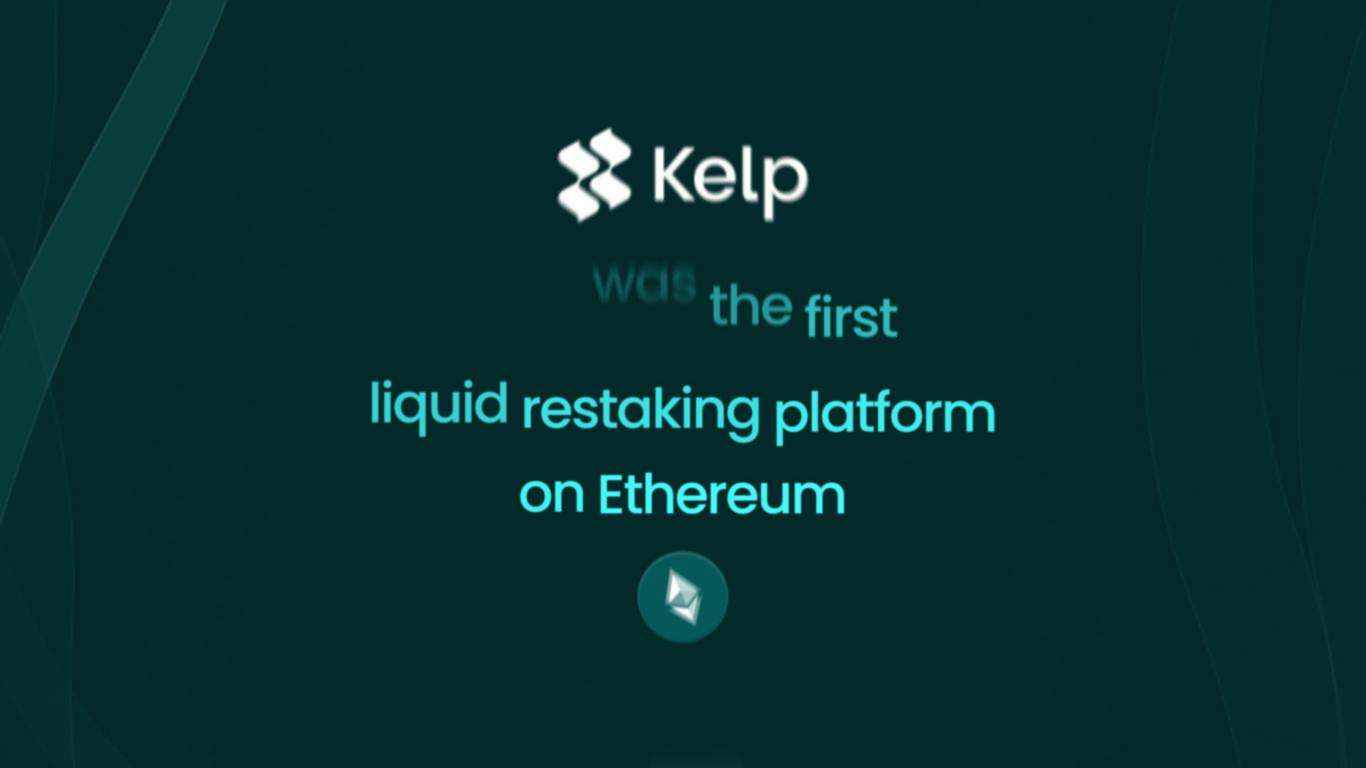 Kelp
was the first
liquid restaking platform
on Ethereum